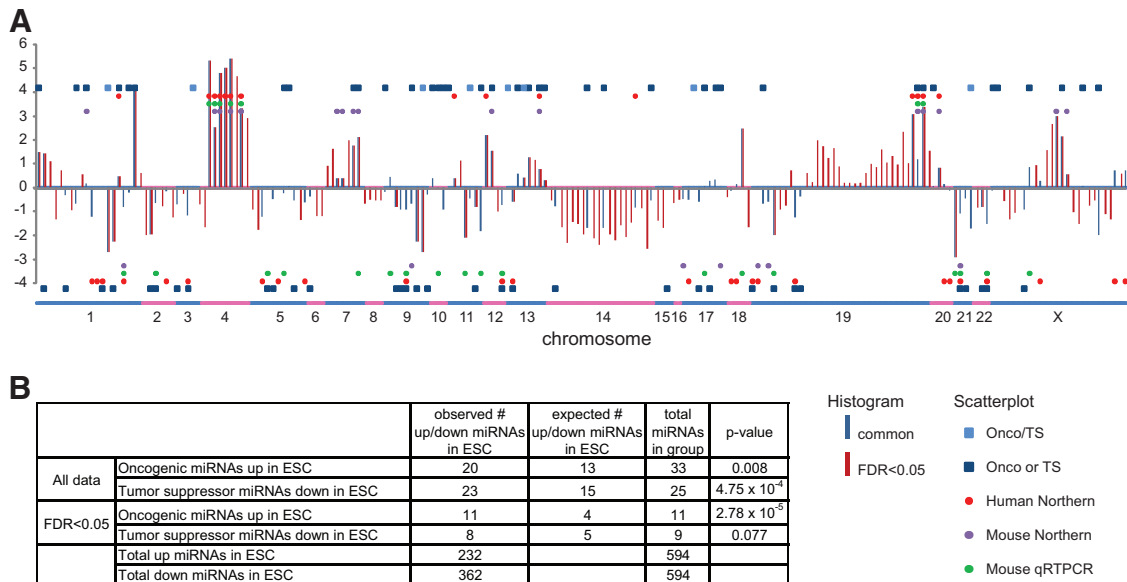 A
6
5
4
3
2
1
0
-1
-2
-3
-4
1 2 3 4 5 6 7 8 9 10 11 12 13 14 15 16 17 18 19 20 21 22 X
chromosome
B
observed # up/down miRNAs in ESC
expected # up/down miRNAs in ESC
total miRNAs in group
p-value
All data
Oncogenic miRNAs up in ESC 20 13 33 0.008
Tumor suppressor miRNAs down in ESC 23 15 25 4.75 x 10⁻⁴
FDR<0.05
Oncogenic miRNAs up in ESC 11 4 11 2.78 x 10⁻⁵
Tumor suppressor miRNAs down in ESC 8 5 9 0.077
Total up miRNAs in ESC 232 594
Total down miRNAs in ESC 362 594
Histogram
common
FDR<0.05
Scatterplot
Onco/TS
Onco or TS
Human Northern
Mouse Northern
Mouse qRTPCR